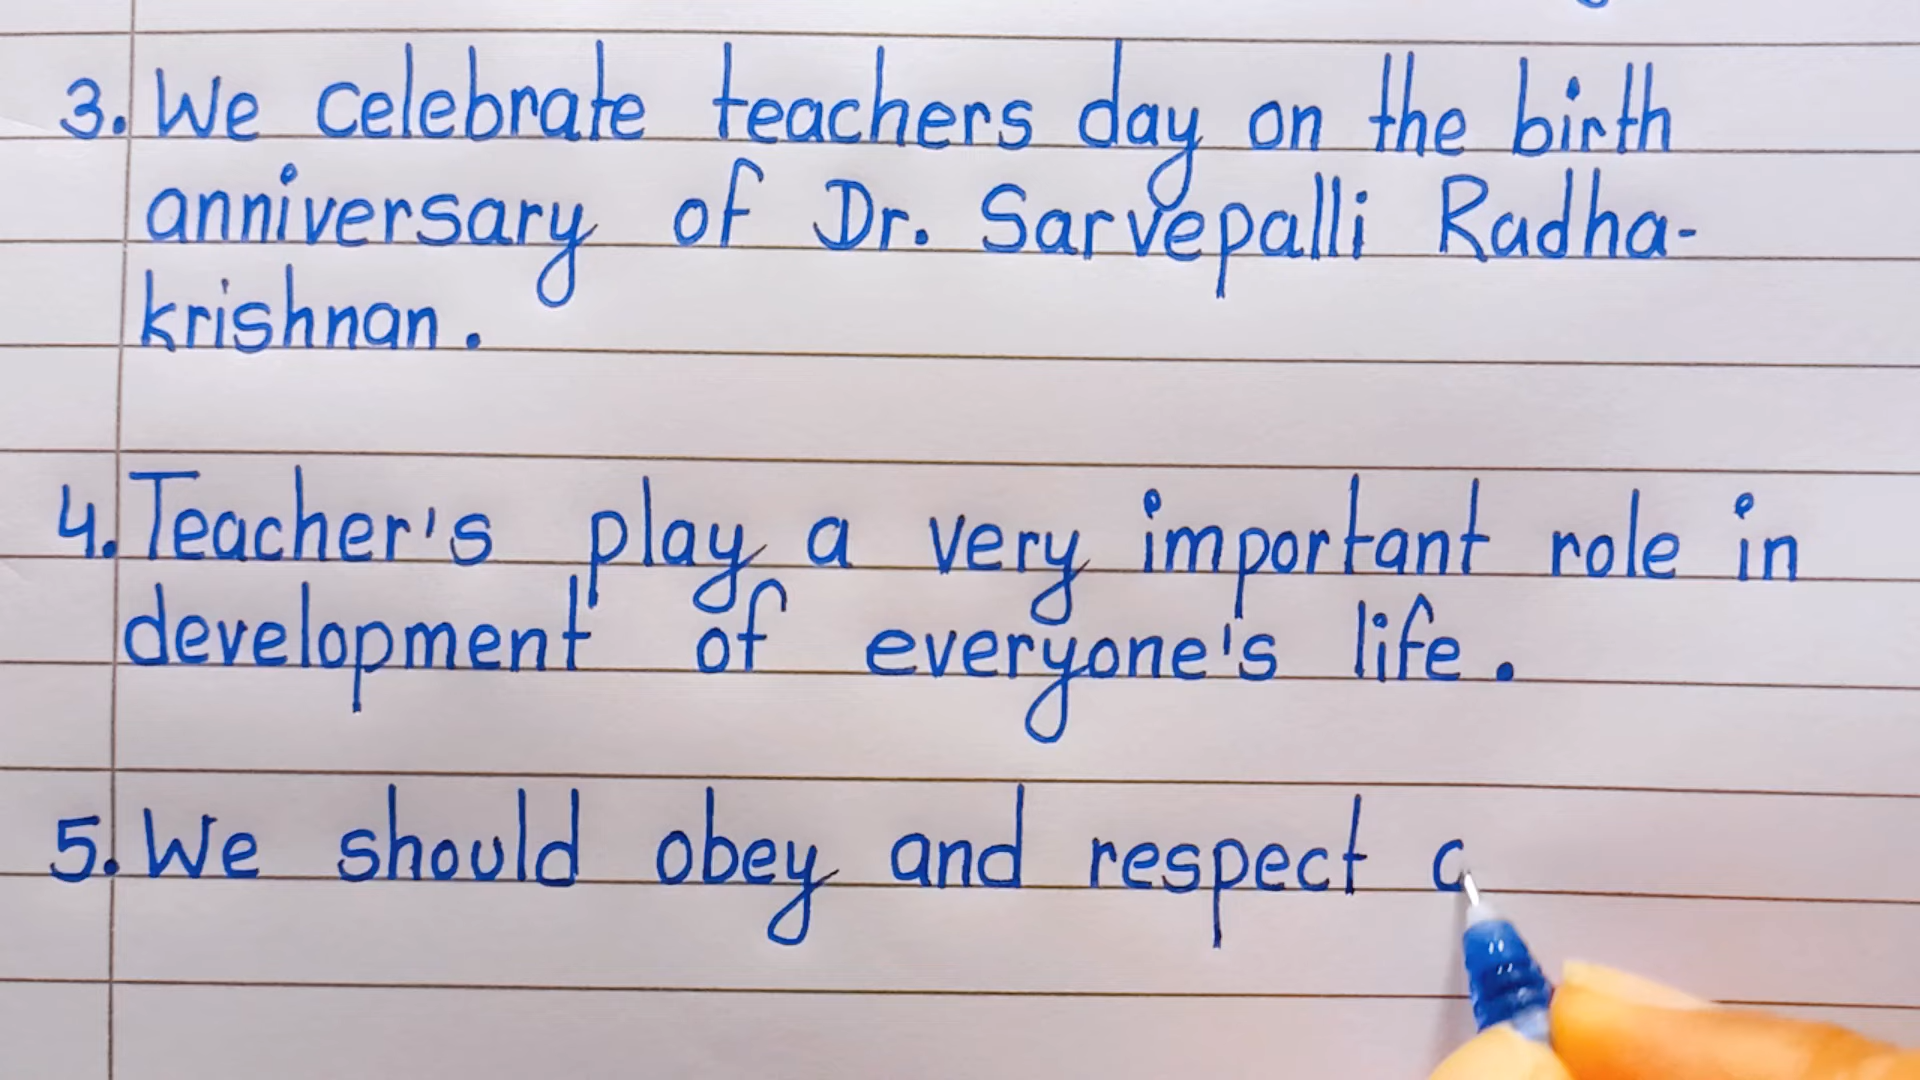 3. We celebrate teachers day on the birth
anniversary of Dr. Sarvepalli Radha-
krishnan.
4. Teacher's play a very important role in
development of everyone's life.
5. We should obey and respect